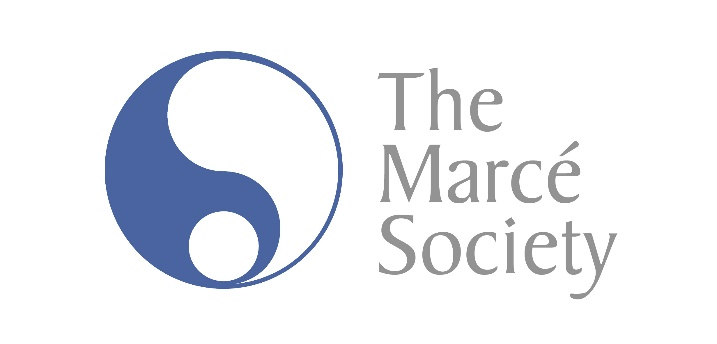 The
Marcé
Society